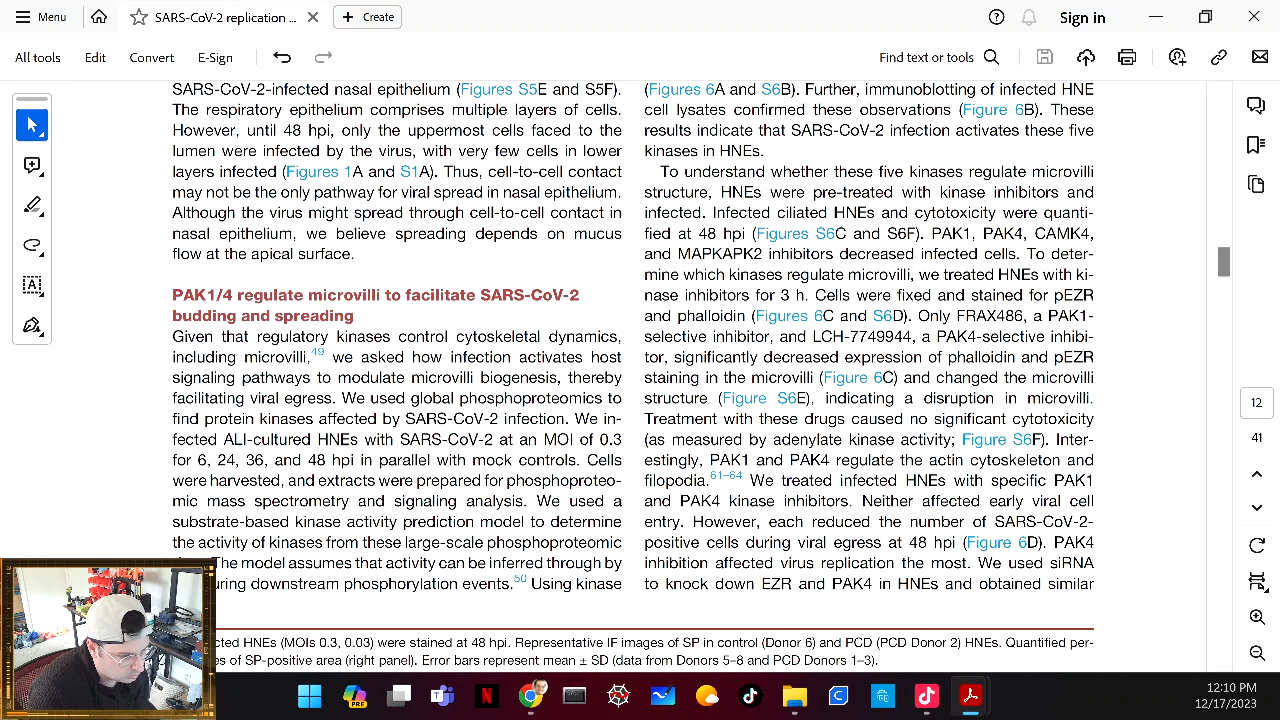 Menu
SARS-CoV-2 replication ...
Create
Sign in
All tools
Edit
Convert
E-Sign
Find text or tools
SARS-CoV-2-infected nasal epithelium (Figures S5E and S5F).
The respiratory epithelium comprises multiple layers of cells.
However, until 48 hpi, only the uppermost cells faced to the
lumen were infected by the virus, with very few cells in lower
layers infected (Figures 1A and S1A). Thus, cell-to-cell contact
may not be the only pathway for viral spread in nasal epithelium.
Although the virus might spread through cell-to-cell contact in
nasal epithelium, we believe spreading depends on mucus
flow at the apical surface.
PAK1/4 regulate microvilli to facilitate SARS-CoV-2
budding and spreading
Given that regulatory kinases control cytoskeletal dynamics,
including microvilli,49 we asked how infection activates host
signaling pathways to modulate microvilli biogenesis, thereby
facilitating viral egress. We used global phosphoproteomics to
find protein kinases affected by SARS-CoV-2 infection. We in-
fected ALI-cultured HNEs with SARS-CoV-2 at an MOI of 0.3
for 6, 24, 36, and 48 hpi in parallel with mock controls. Cells
were harvested, and extracts were prepared for phosphoproteo-
mic mass spectrometry and signaling analysis. We used a
substrate-based kinase activity prediction model to determine
the activity of kinases from these large-scale phosphoproteomic
The model assumes that activity can be inferred through by
uring downstream phosphorylation events.50 Using kinase
(Figures 6A and S6B). Further, immunoblotting of infected HNE
cell lysates confirmed these observations (Figure 6B). These
results indicate that SARS-CoV-2 infection activates these five
kinases in HNEs.
To understand whether these five kinases regulate microvilli
structure, HNEs were pre-treated with kinase inhibitors and
infected. Infected ciliated HNEs and cytotoxicity were quanti-
fied at 48 hpi (Figures S6C and S6F). PAK1, PAK4, CAMK4,
and MAPKAPK2 inhibitors decreased infected cells. To deter-
mine which kinases regulate microvilli, we treated HNEs with ki-
nase inhibitors for 3 h. Cells were fixed and stained for pEZR
and phalloidin (Figures 6C and S6D). Only FRAX486, a PAK1-
selective inhibitor, and LCH-7749944, a PAK4-selective inhibi-
tor, significantly decreased expression of phalloidin and pEZR
staining in the microvilli (Figure 6C) and changed the microvilli
structure (Figure S6E), indicating a disruption in microvilli.
Treatment with these drugs caused no significant cytotoxicity
(as measured by adenylate kinase activity; Figure S6F). Inter-
estingly, PAK1 and PAK4 regulate the actin cytoskeleton and
filopodia.61–64 We treated infected HNEs with specific PAK1
and PAK4 kinase inhibitors. Neither affected early viral cell
entry. However, each reduced the number of SARS-CoV-2-
positive cells during viral egress at 48 hpi (Figure 6D). PAK4
inhibition affected virus replication the most. We used siRNA
to knock down EZR and PAK4 in HNEs and obtained similar
cted HNEs (MOIs 0.3, 0.03) were stained at 48 hpi. Representative IF images of SP in control (Donor 6) and PCD (PCD Donor 2) HNEs. Quantified per-
es of SP-positive area (right panel). Error bars represent mean ± SD (data from Donors 5–8 and PCD Donors 1–3).
12
41
PRE
12:10 PM
12/17/2023